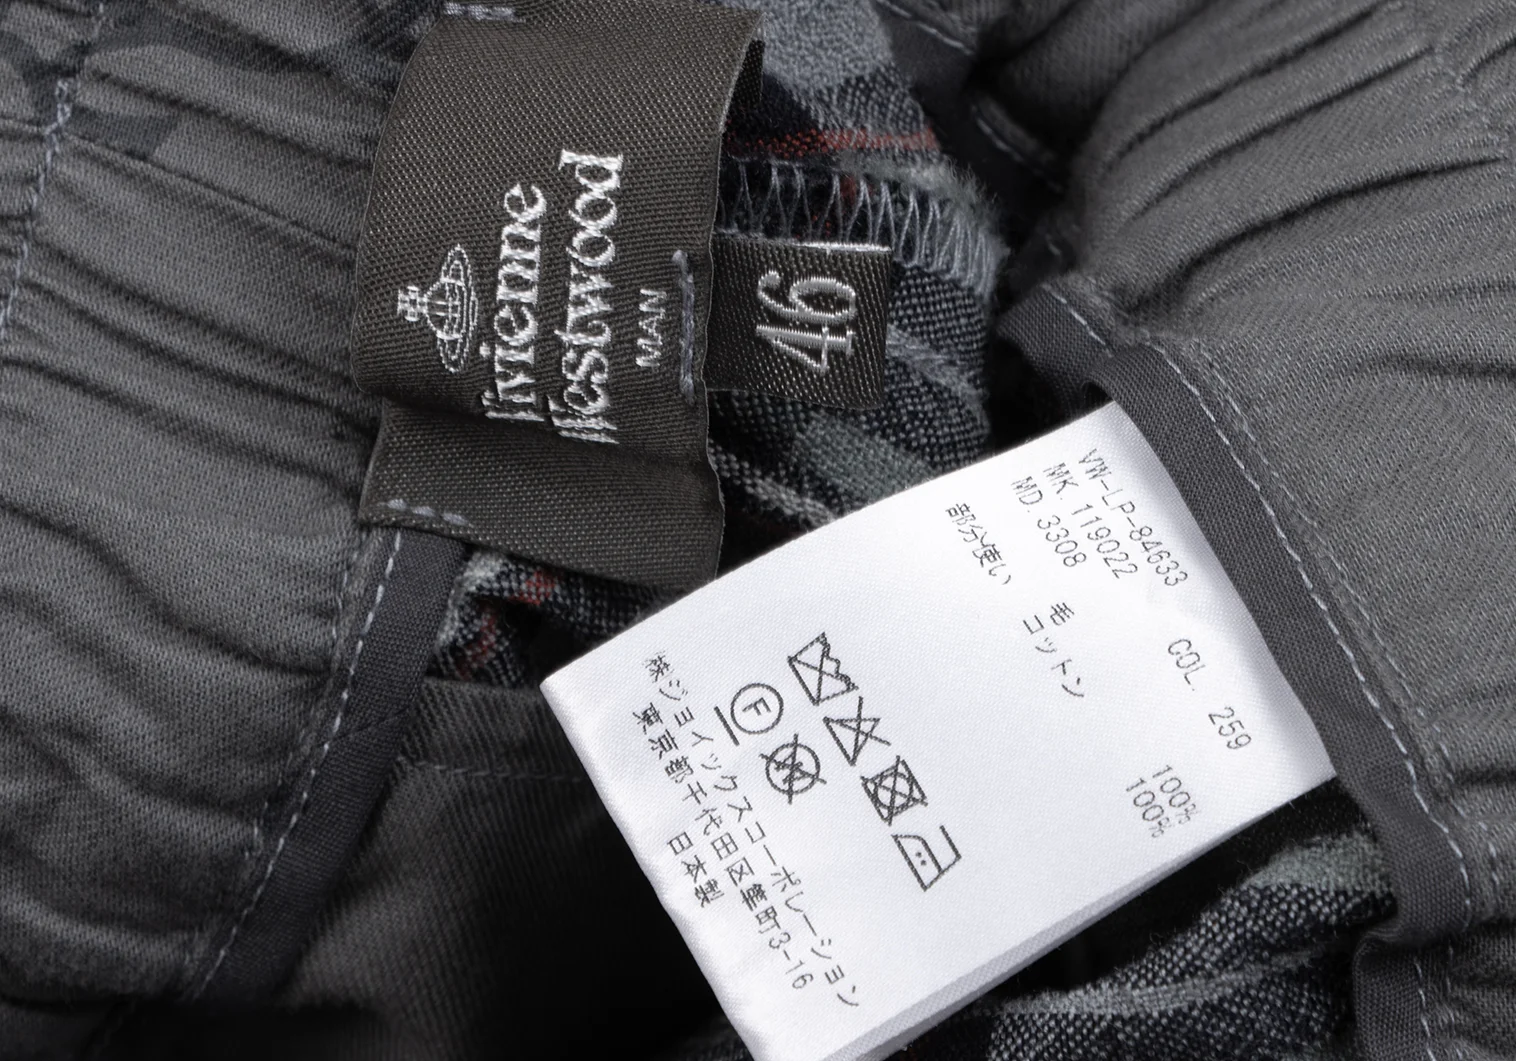 Vivienne
Westwood
MAN
46
VW-LP-84633 COL. 259
MK. 119022
MD. 3308
部分使い
毛 100%
コットン 100%
F
W
㈱ジョイックスコーポレーション
東京都千代田区隼町3-16
日本製